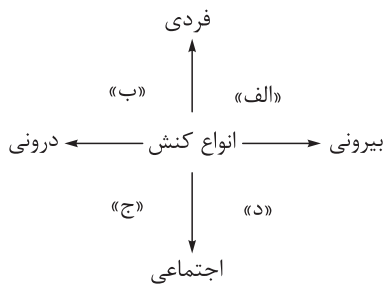 فردی
«الف» «ب»
بیرونی انواع کنش درونی
«د» «ج»
اجتماعی